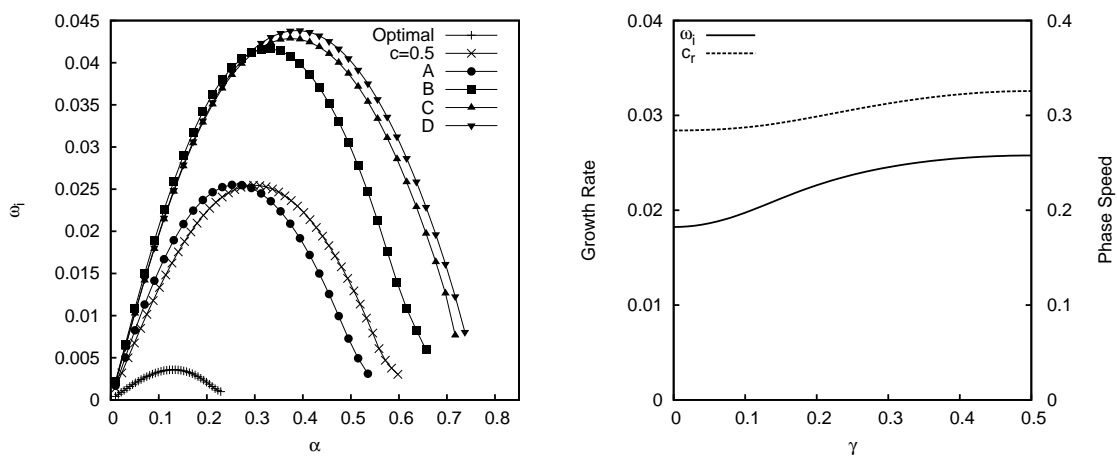 0.045
0.04
0.035
0.03
0.025
0.02
0.015
0.01
0.005
0
ωi
0 0.1 0.2 0.3 0.4 0.5 0.6 0.7 0.8
α
Optimal
c=0.5
A
B
C
D
0.04
0.03
0.02
0.01
0
Growth Rate
ωi
cr
0 0.1 0.2 0.3 0.4 0.5
γ
0.4
0.3
0.2
0.1
0
Phase Speed